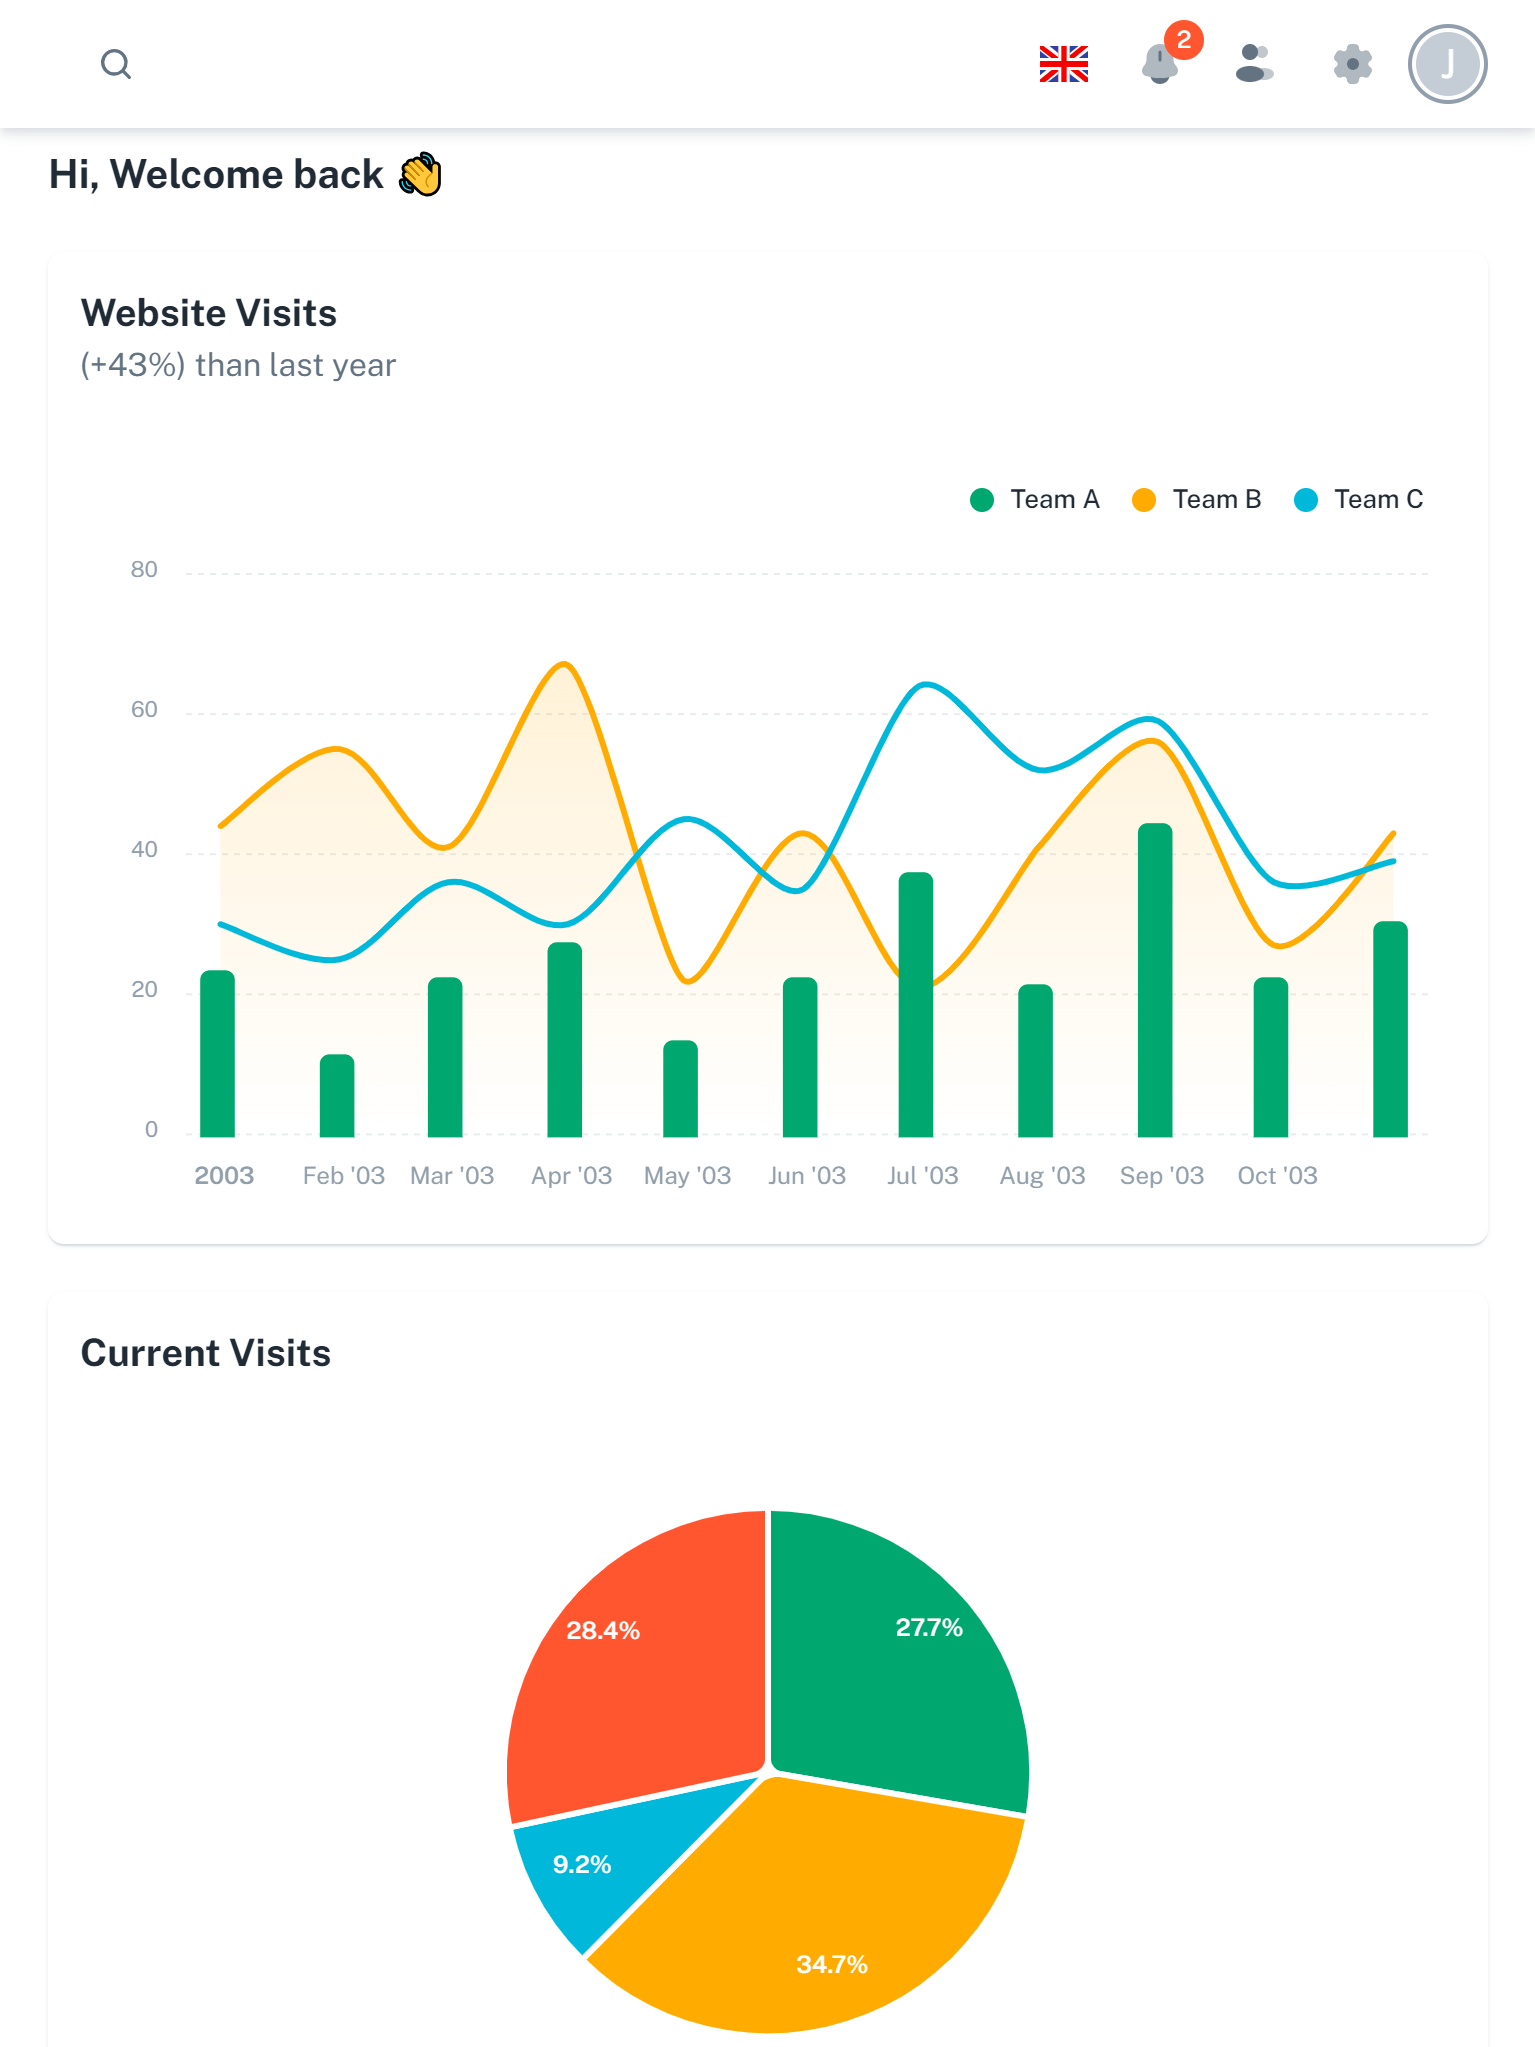 2
J
Hi, Welcome back 👋
Website Visits
(+43%) than last year
Team A Team B Team C
80
60
40
20
0
2003 Feb '03 Mar '03 Apr '03 May '03 Jun '03 Jul '03 Aug '03 Sep '03 Oct '03
Current Visits
28.4% 27.7%
9.2%
34.7%